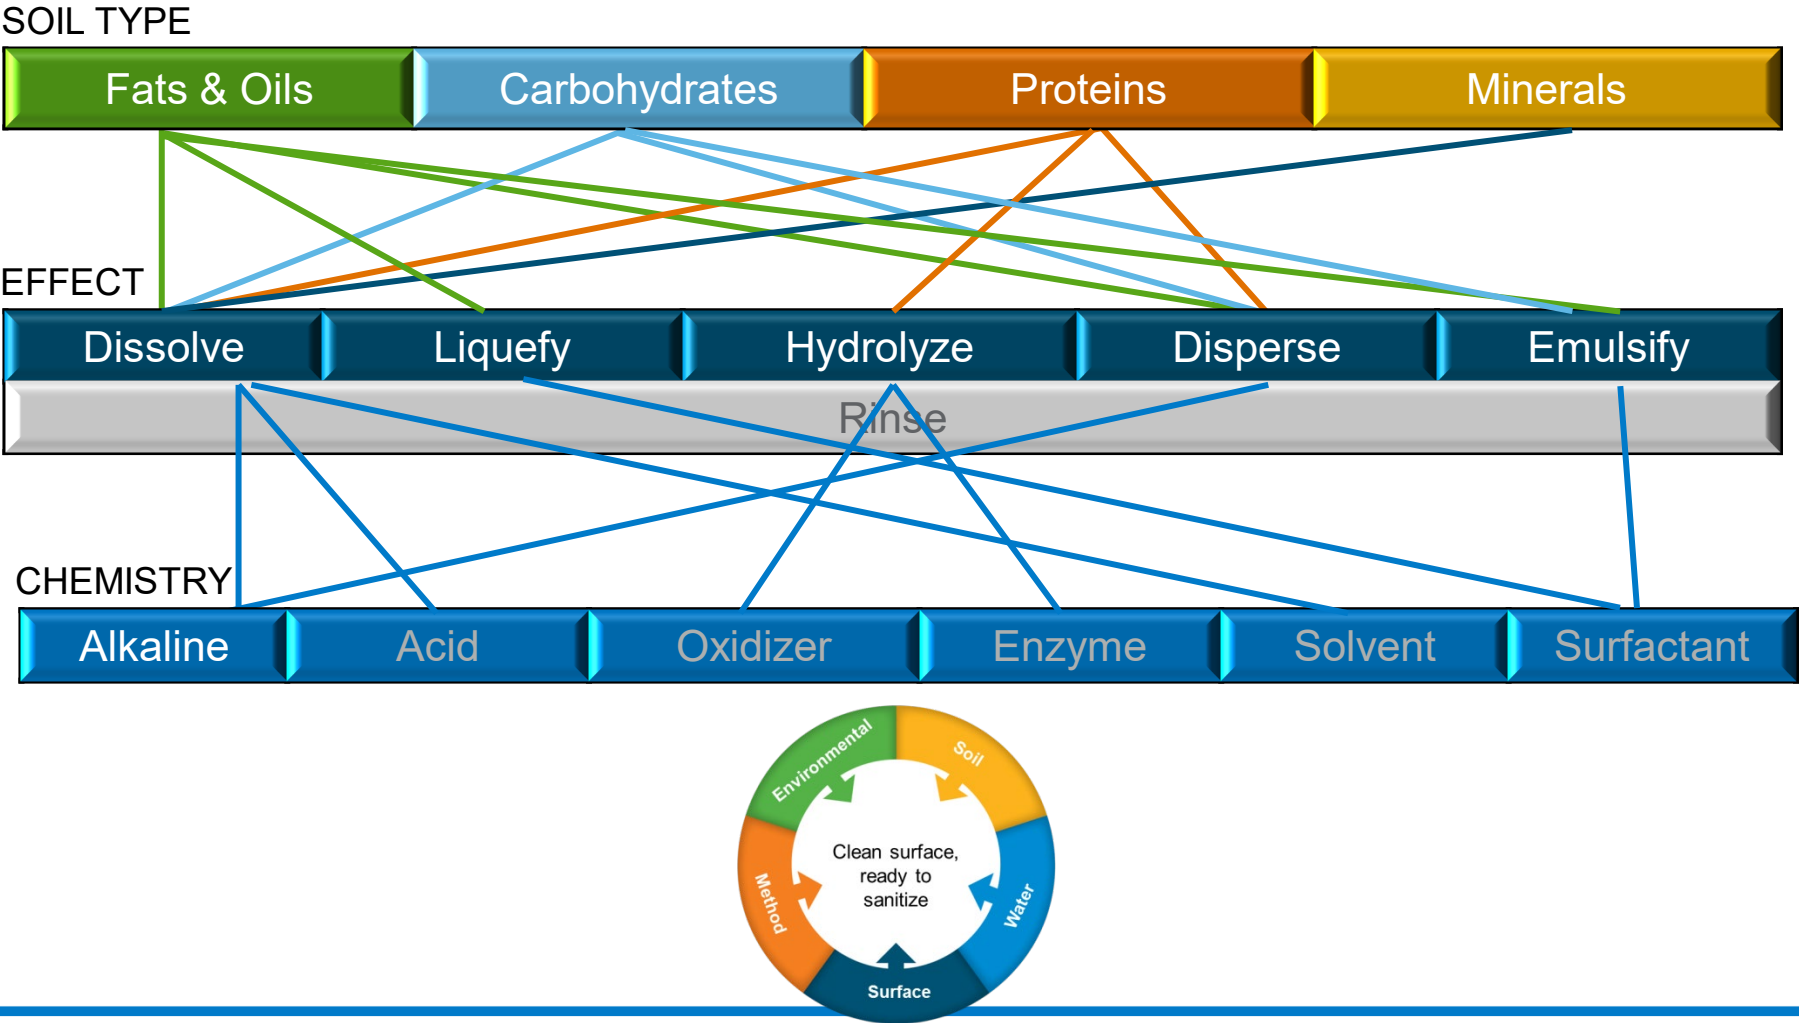 SOIL TYPE
Fats & Oils
Carbohydrates
Proteins
Minerals
EFFECT
Dissolve
Liquefy
Hydrolyze
Disperse
Emulsify
Rinse
CHEMISTRY
Alkaline
Acid
Oxidizer
Enzyme
Solvent
Surfactant
Environmental
Soil
Clean surface,
ready to
sanitize
Method
Water
Surface